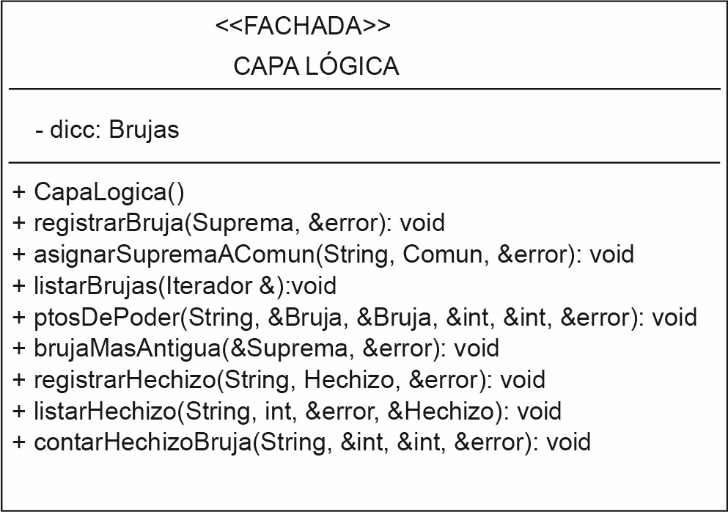 <<FACHADA>>
CAPA LÓGICA
- dicc: Brujas
+ CapaLogica()
+ registrarBruja(Suprema, &error): void
+ asignarSupremaAComun(String, Comun, &error): void
+ listarBrujas(Iterador &):void
+ ptosDePoder(String, &Bruja, &Bruja, &int, &int, &error): void
+ brujaMasAntigua(&Suprema, &error): void
+ registrarHechizo(String, Hechizo, &error): void
+ listarHechizo(String, int, &error, &Hechizo): void
+ contarHechizoBruja(String, &int, &int, &error): void